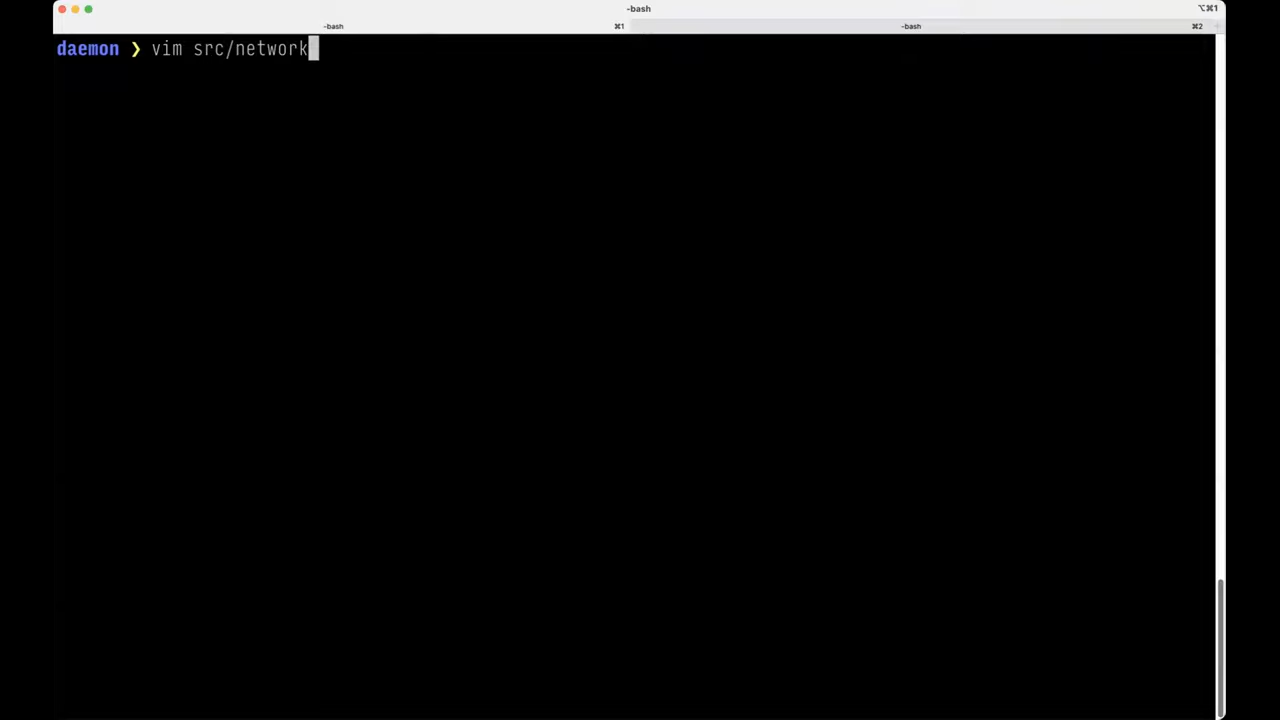 -bash
⌥⌘1
-bash
⌘1
-bash
⌘2
daemon ❯ vim src/network